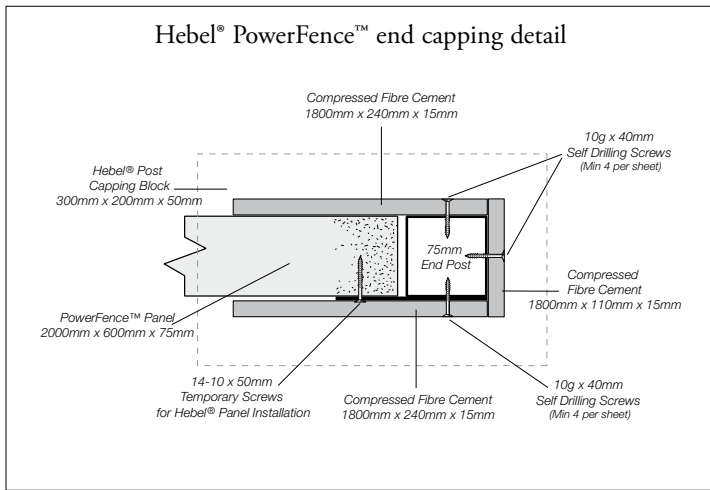 Hebel® PowerFence™ end capping detail
Compressed Fibre Cement
1800mm x 240mm x 15mm
10g x 40mm
Self Drilling Screws
(Min 4 per sheet)
Hebel® Post
Capping Block
300mm x 200mm x 50mm
75mm
End Post
Compressed
Fibre Cement
1800mm x 110mm x 15mm
PowerFence™ Panel
2000mm x 600mm x 75mm
14-10 x 50mm
Temporary Screws
for Hebel® Panel Installation
Compressed Fibre Cement
1800mm x 240mm x 15mm
10g x 40mm
Self Drilling Screws
(Min 4 per sheet)